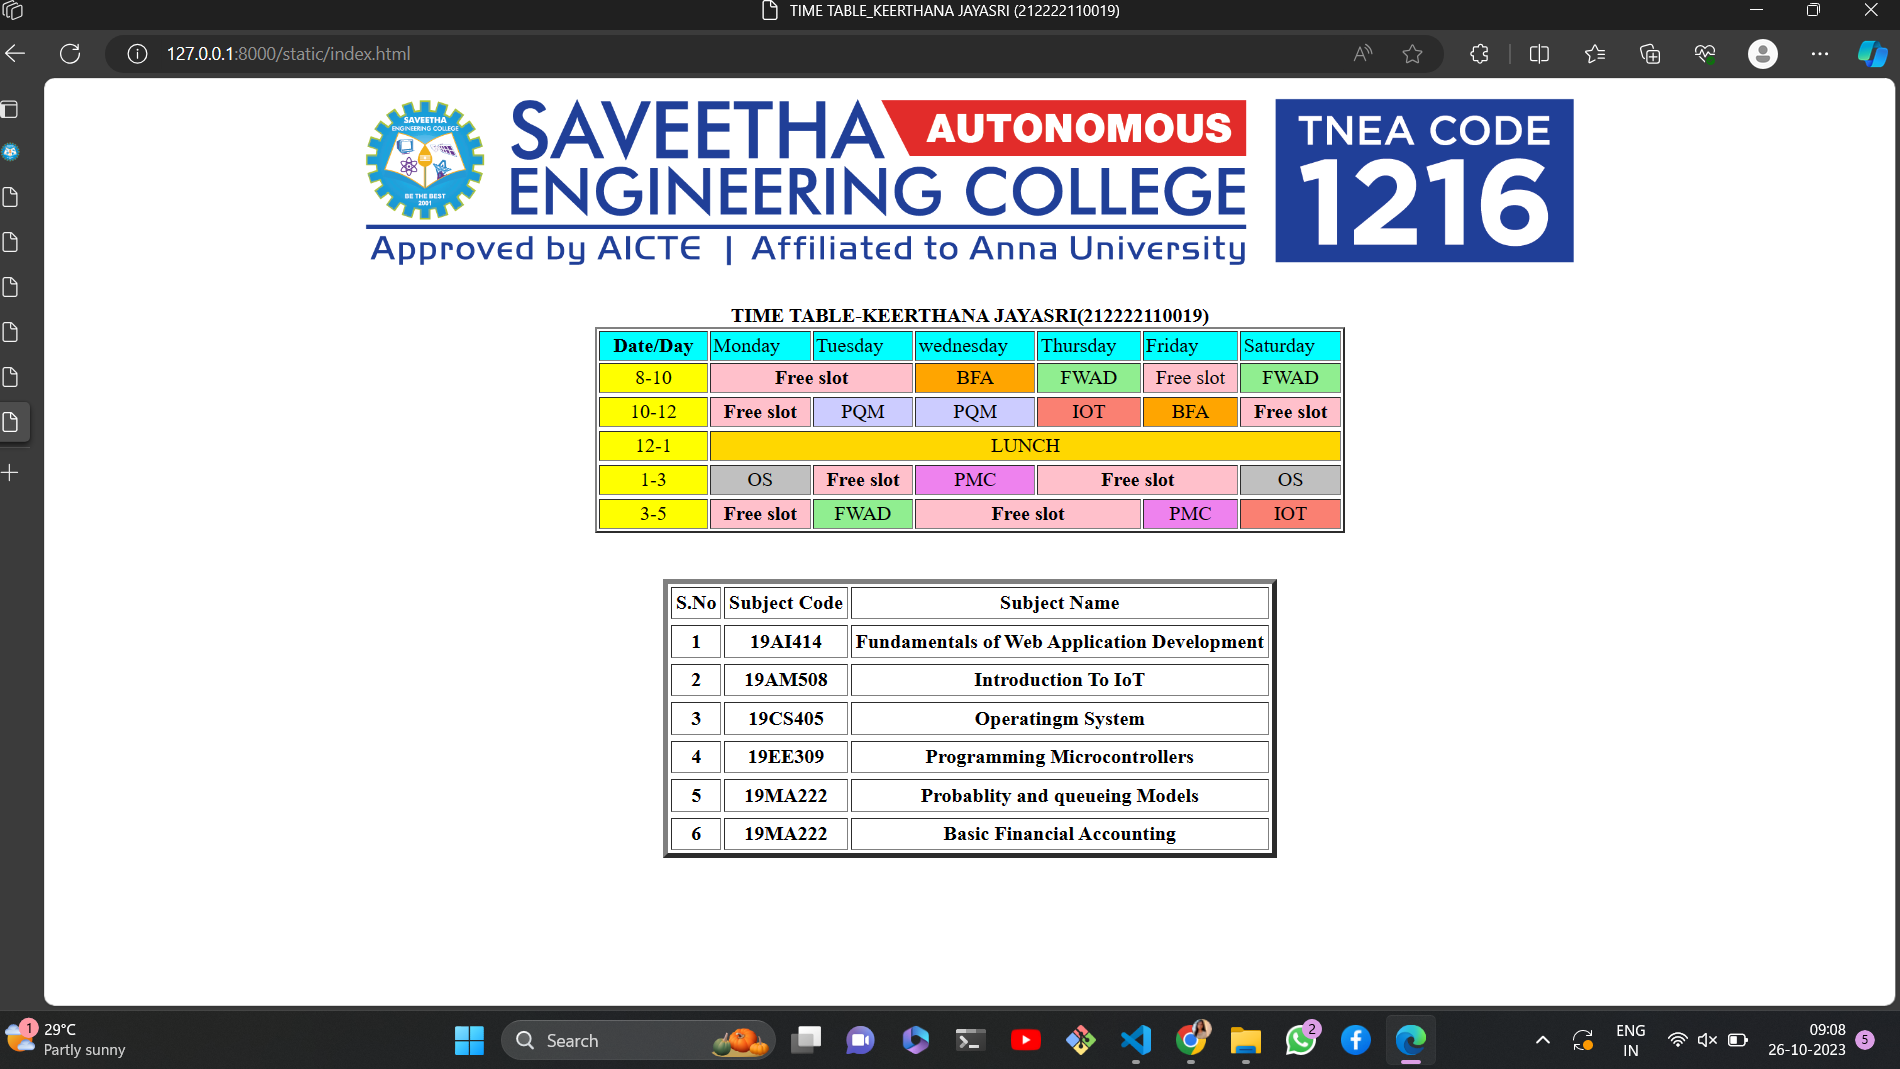 TIME TABLE_KEERTHANA JAYASRI (212222110019)
127.0.0.1:8000/static/index.html
SAVEETHA
ENGINEERING COLLEGE
BE THE BEST
2001
SAVEETHA AUTONOMOUS
ENGINEERING COLLEGE
Approved by AICTE | Affiliated to Anna University
TNEA CODE
1216
TIME TABLE-KEERTHANA JAYASRI(212222110019)
Date/Day Monday Tuesday wednesday Thursday Friday Saturday
8-10 Free slot BFA FWAD Free slot FWAD
10-12 Free slot PQM PQM IOT BFA Free slot
12-1 LUNCH
1-3 OS Free slot PMC Free slot OS
3-5 Free slot FWAD Free slot PMC IOT
S.No Subject Code Subject Name
1 19AI414 Fundamentals of Web Application Development
2 19AM508 Introduction To IoT
3 19CS405 Operatingm System
4 19EE309 Programming Microcontrollers
5 19MA222 Probablity and queueing Models
6 19MA222 Basic Financial Accounting
1 29°C
Partly sunny
Search
2
ENG
IN
09:08
26-10-2023
5